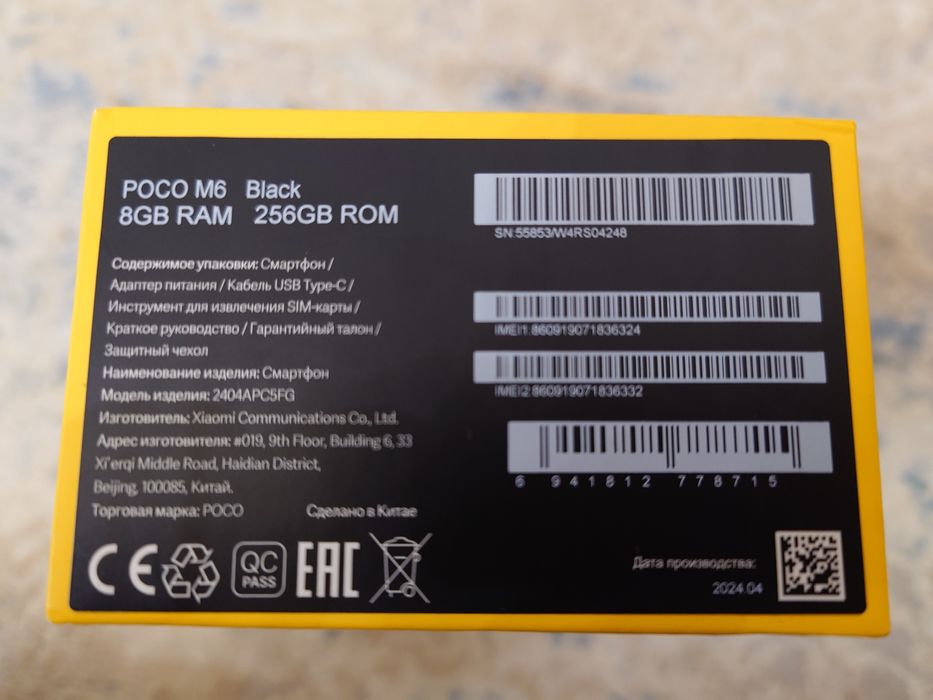 POCO M6 Black
8GB RAM 256GB ROM
Содержимое упаковки: Смартфон /
Адаптер питания / Кабель USB Type-C /
Инструмент для извлечения SIM-карты /
Краткое руководство / Гарантийный талон /
Защитный чехол
Наименование изделия: Смартфон
Модель изделия: 2404APC5FG
Изготовитель: Xiaomi Communications Co., Ltd.
Адрес изготовителя: #019, 9th Floor, Building 6, 33
Xi'erqi Middle Road, Haidian District,
Beijing, 100085, Китай.
Торговая марка: POCO Сделано в Китае
CE
QC
PASS
EAC
SN:55853/W4RS04248
IMEI1:860919071836324
IMEI2:860919071836332
6 941812 778715
Дата производства:
2024.04